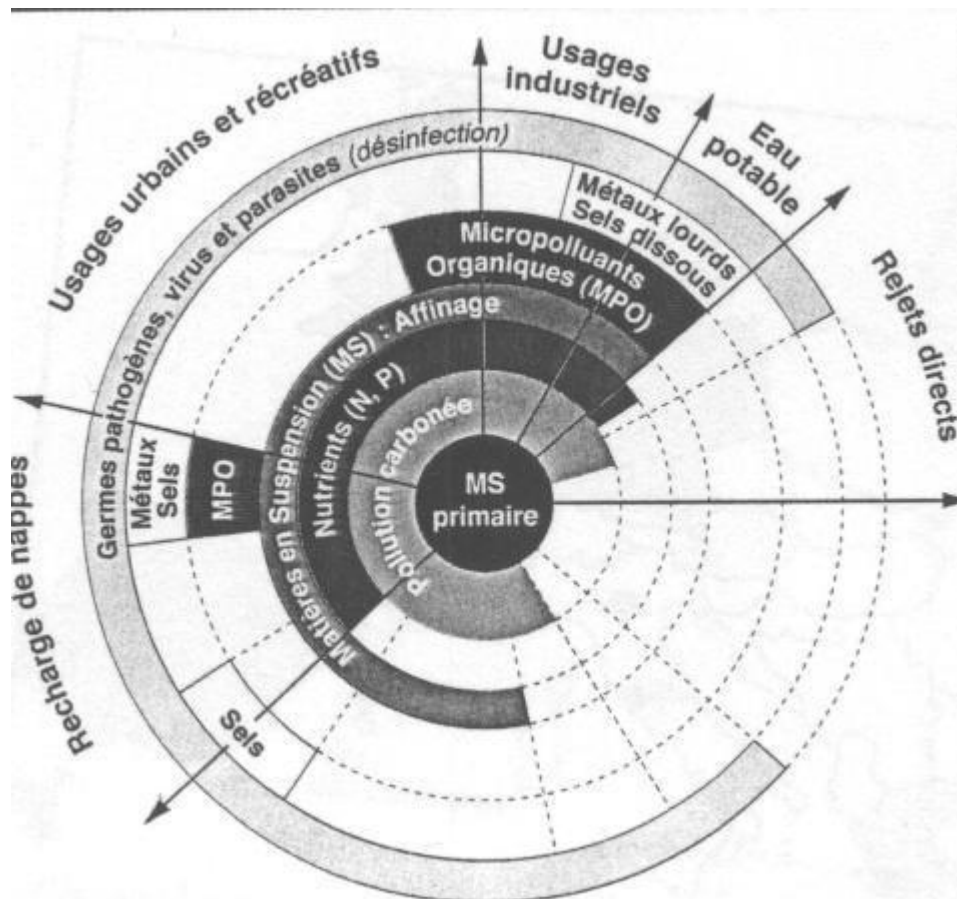 Usages urbains et récréatifs
Usages
industriels
Eau
potable
Rejets directs
Recharge de nappes
Germes pathogènes, virus et parasites (désinfection)
Métaux lourds
Sels dissous
Micropolluants
Organiques (MPO)
Matières en Suspension (MS) : Affinage
Nutrients (N, P)
Pollution carbonée
MS
primaire
Métaux
Sels
MPO
Sels